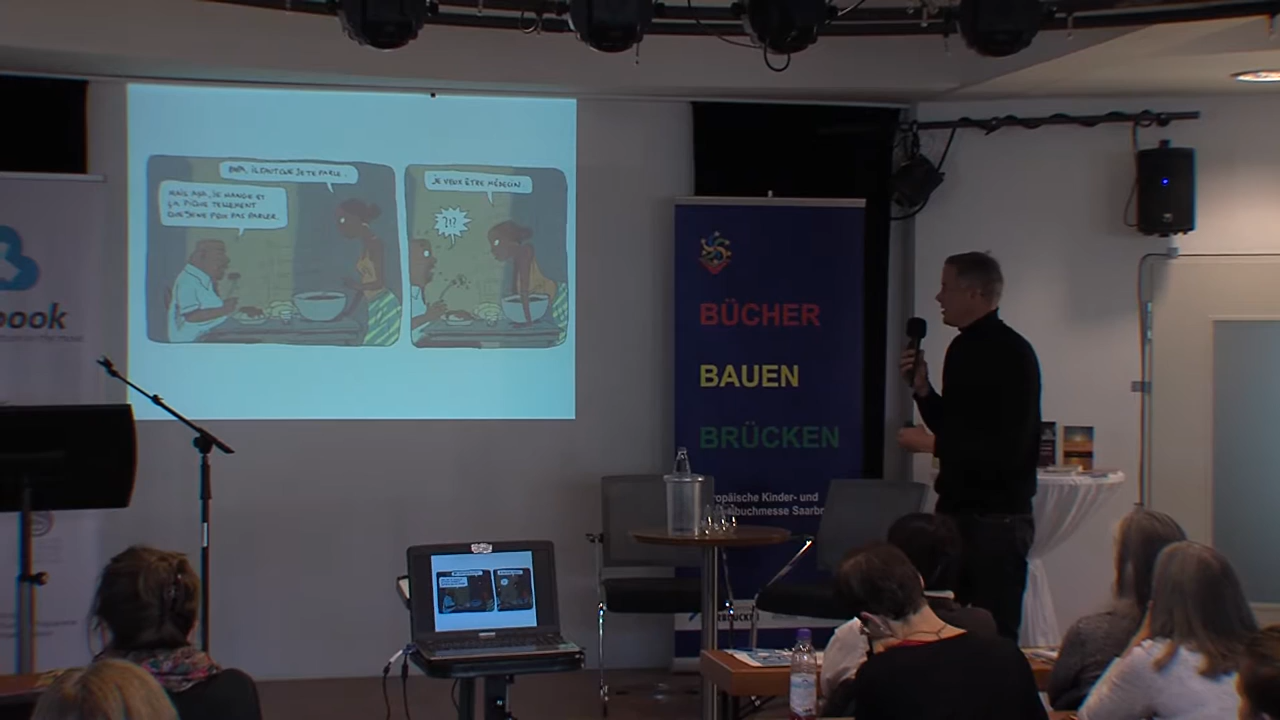 BAPA, IL FAUT QUE JE TE PARLE.
MAIS AYA, JE MANGE ET
ÇA PIQUE TELLEMENT
QUE JE NE PEUX PAS PARLER.
JE VEUX ÊTRE MÉDECIN.
?!?
book
BÜCHER
BAUEN
BRÜCKEN
ropäische Kinder- und
buchmesse Saarbr